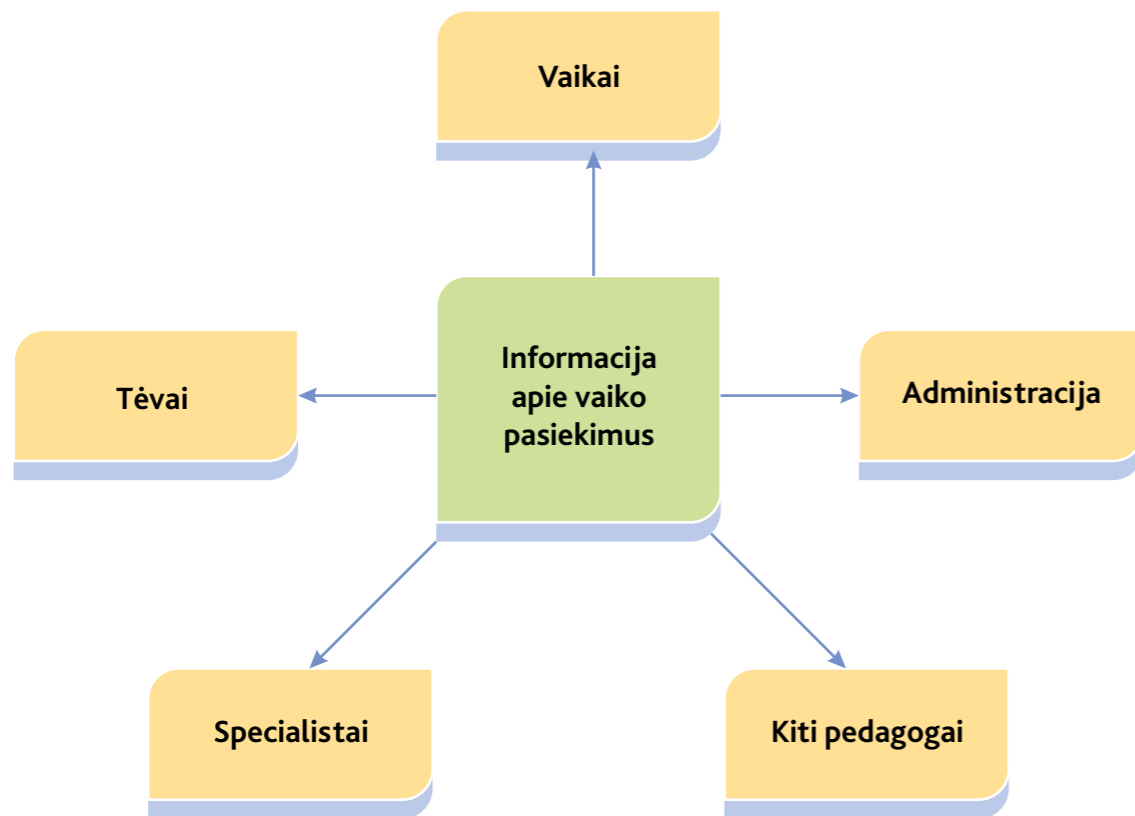 Vaikai
Informacija
apie vaiko
pasiekimus
Tėvai
Administracija
Specialistai
Kiti pedagogai